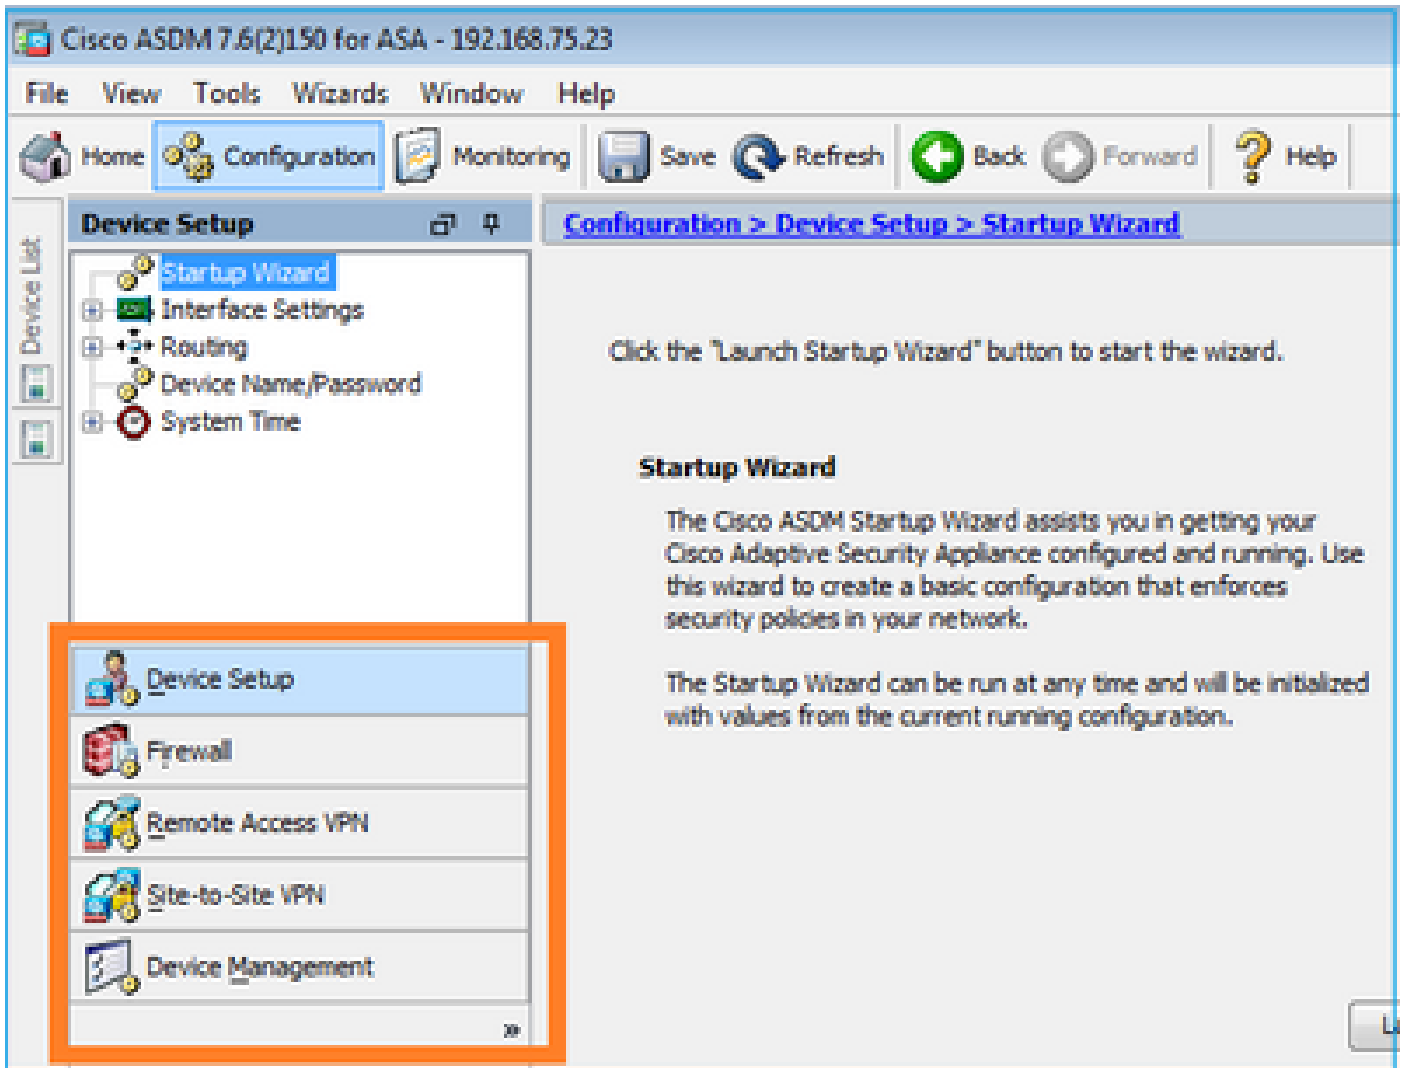 Cisco ASDM 7.6(2)150 for ASA - 192.168.75.23
File View Tools Wizards Window Help
Home Configuration Monitoring Save Refresh Back Forward Help
Device List
Device Setup
Startup Wizard
Interface Settings
Routing
Device Name/Password
System Time
Device Setup
Firewall
Remote Access VPN
Site-to-Site VPN
Device Management
»
Configuration > Device Setup > Startup Wizard
Click the "Launch Startup Wizard" button to start the wizard.
Startup Wizard
The Cisco ASDM Startup Wizard assists you in getting your
Cisco Adaptive Security Appliance configured and running. Use
this wizard to create a basic configuration that enforces
security policies in your network.
The Startup Wizard can be run at any time and will be initialized
with values from the current running configuration.